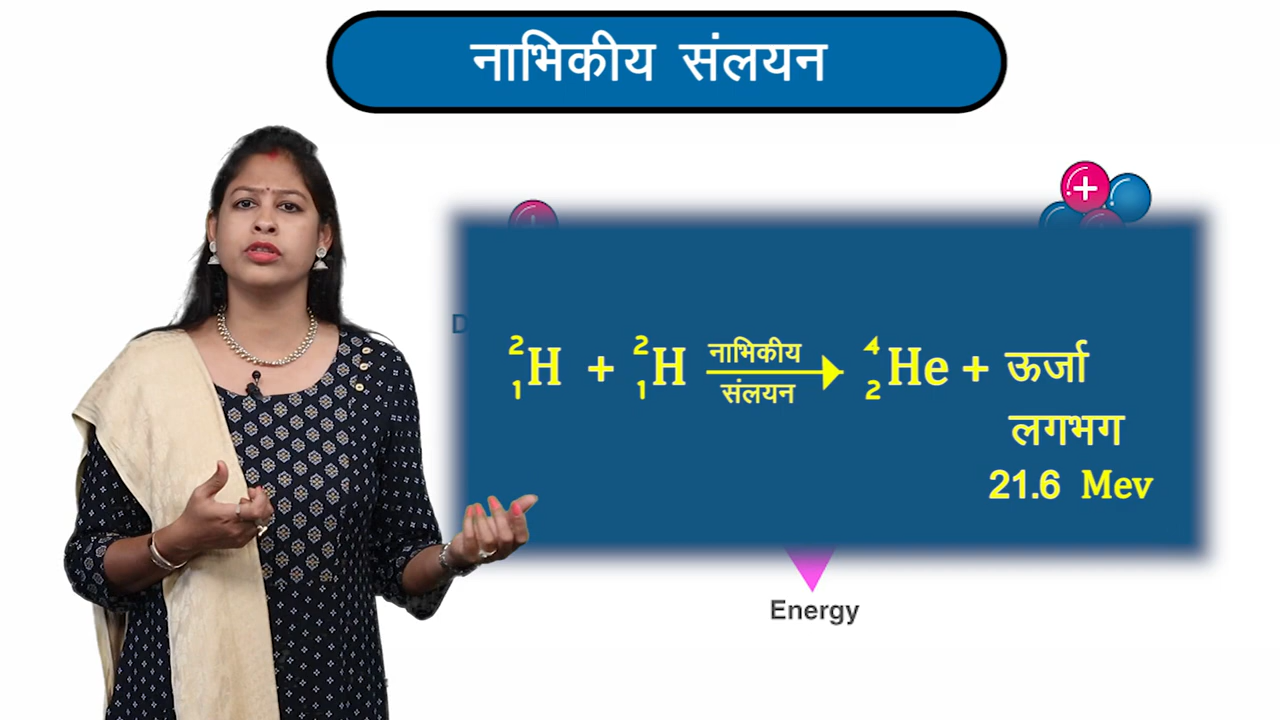 नाभिकीय संलयन
+
D
²₁H + ²₁H नाभिकीय संलयन → ⁴₂He + ऊर्जा
लगभग
21.6 Mev
Energy